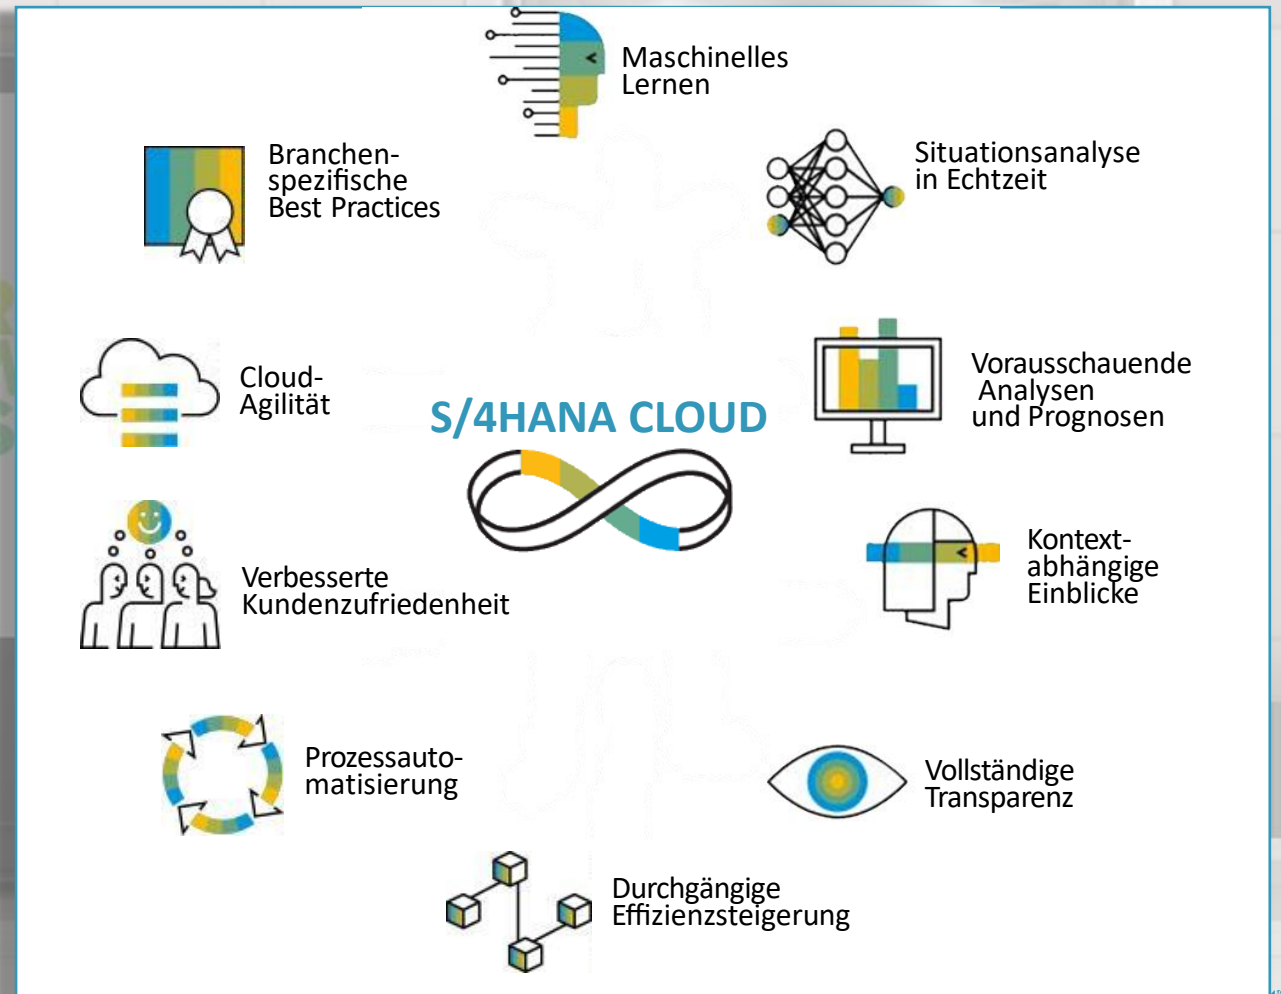 Maschinelles
Lernen
Branchen-
spezifische
Best Practices
Situationsanalyse
in Echtzeit
Cloud-
Agilität
S/4HANA CLOUD
Vorausschauende
Analysen
und Prognosen
Verbesserte
Kundenzufriedenheit
Kontext-
abhängige
Einblicke
Prozessauto-
matisierung
Vollständige
Transparenz
Durchgängige
Effizienzsteigerung